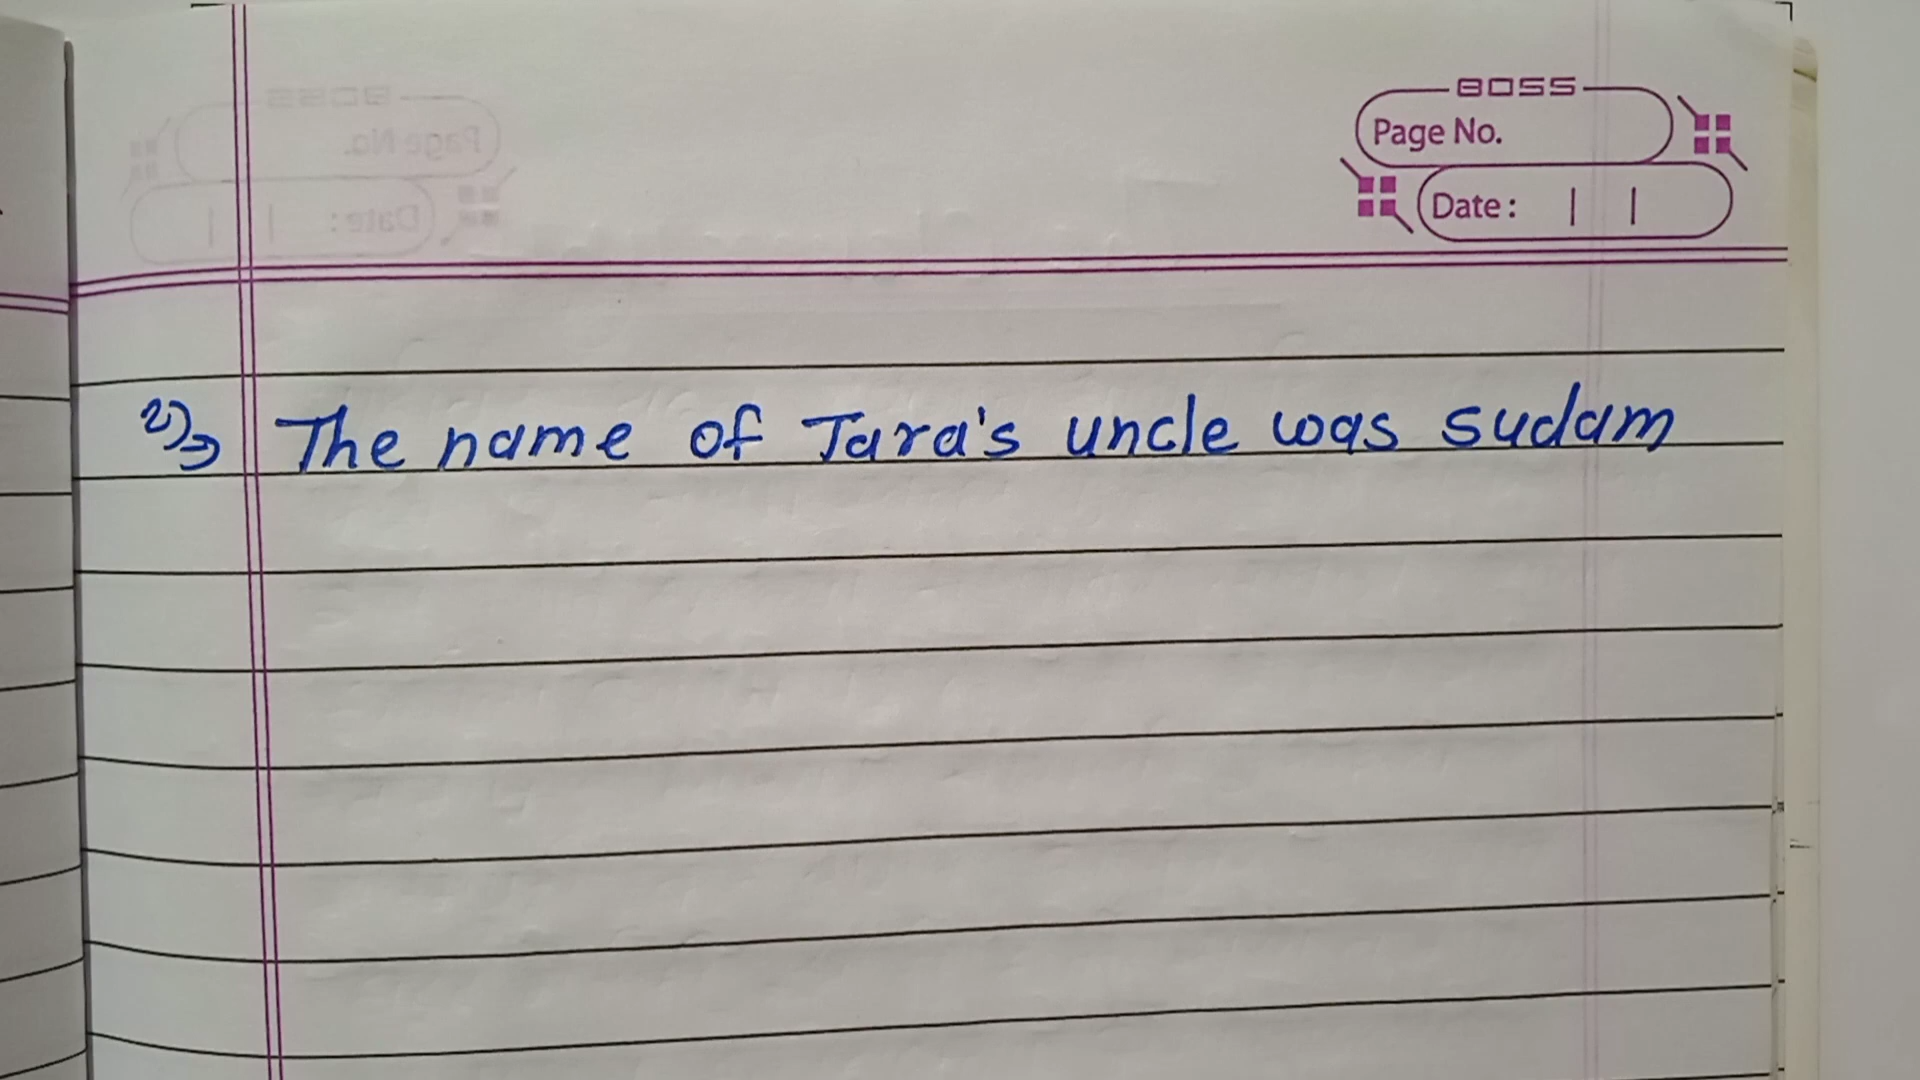 BOSS
Page No.
Date : | |
2)→ The name of Tara's uncle was sudam